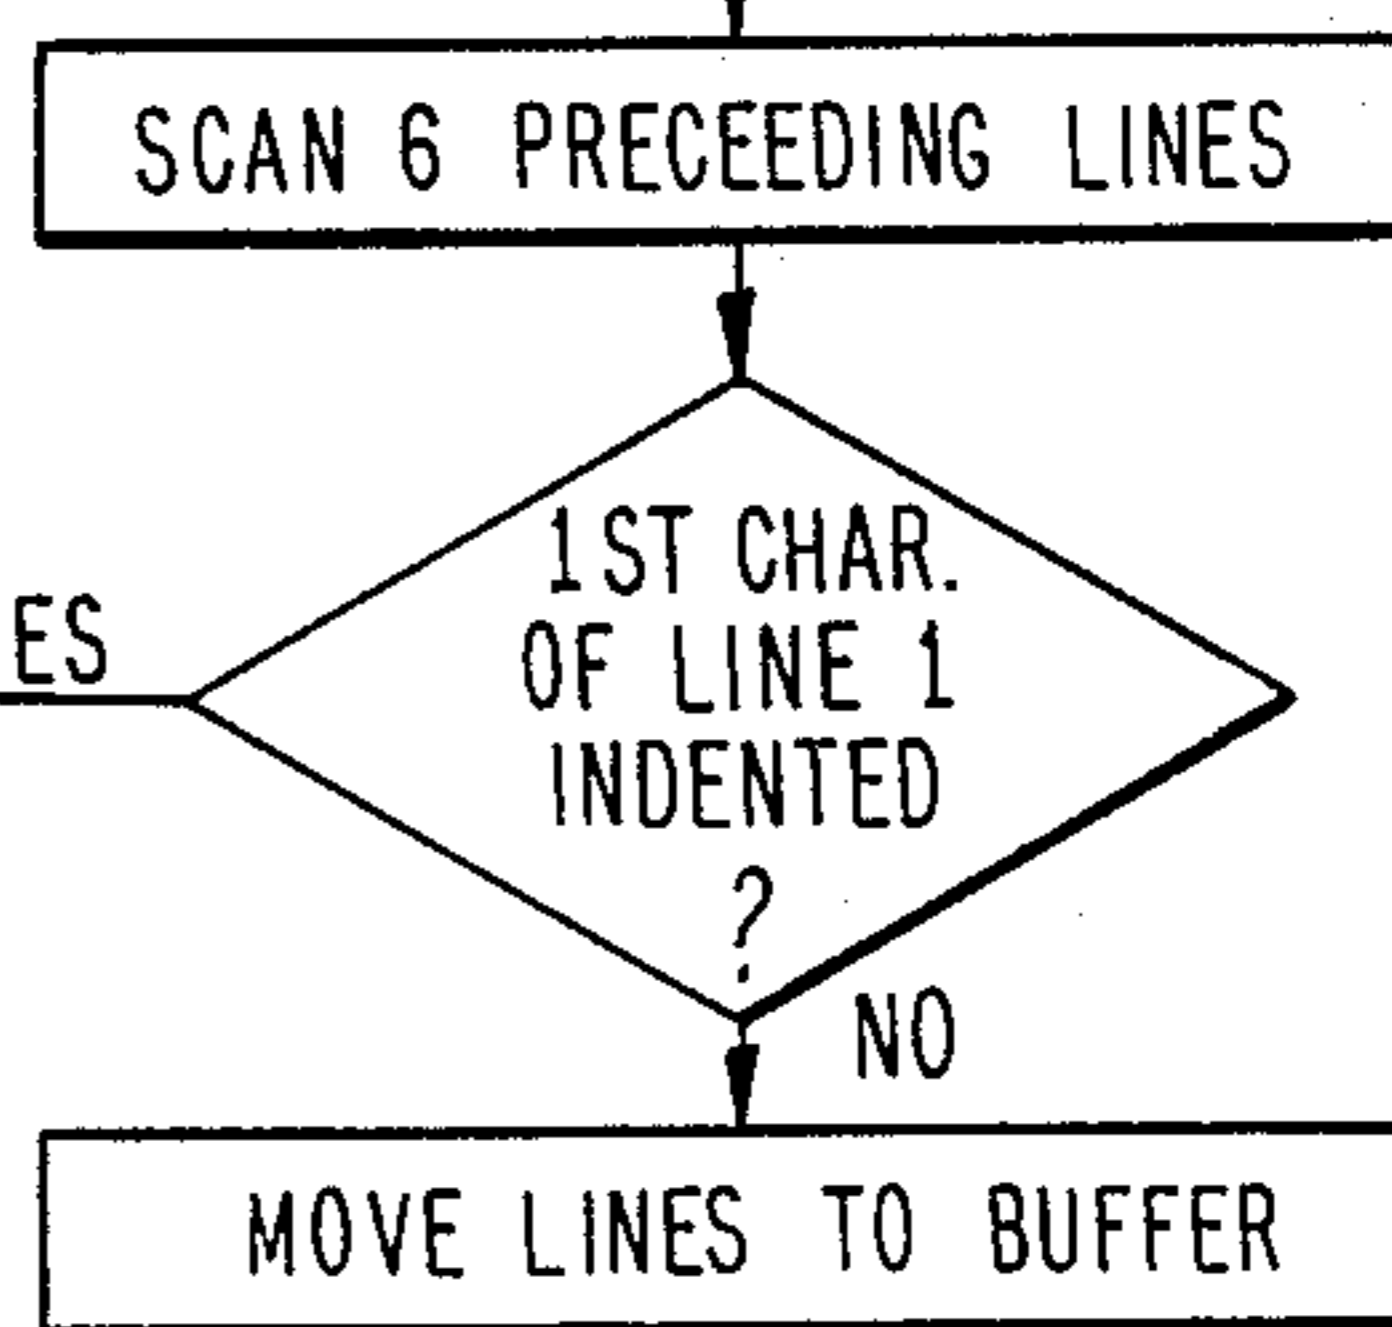 SCAN 6 PRECEEDING LINES
1ST CHAR.
OF LINE 1
INDENTED
?
ES
NO
MOVE LINES TO BUFFER